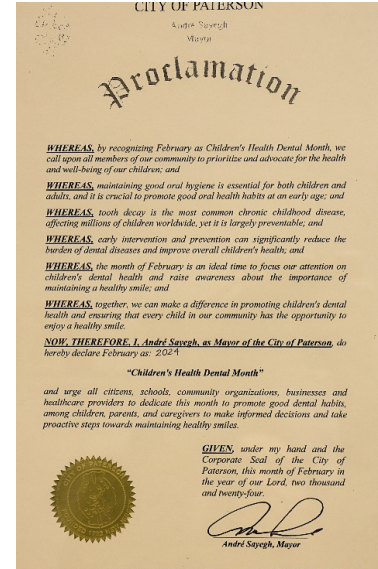 CITY OF PATERSON
André Sayegh
Mayor
Proclamation
WHEREAS, by recognizing February as Children's Health Dental Month, we
call upon all members of our community to prioritize and advocate for the health
and well-being of our children; and
WHEREAS, maintaining good oral hygiene is essential for both children and
adults, and it is crucial to promote good oral health habits at an early age; and
WHEREAS, tooth decay is the most common chronic childhood disease,
affecting millions of children worldwide, yet it is largely preventable; and
WHEREAS, early intervention and prevention can significantly reduce the
burden of dental diseases and improve overall children's health; and
WHEREAS, the month of February is an ideal time to focus our attention on
children's dental health and raise awareness about the importance of
maintaining a healthy smile; and
WHEREAS, together, we can make a difference in promoting children's dental
health and ensuring that every child in our community has the opportunity to
enjoy a healthy smile.
NOW, THEREFORE, I, André Sayegh, as Mayor of the City of Paterson, do
hereby declare February as: 2024
“Children's Health Dental Month”
and urge all citizens, schools, community organizations, businesses and
healthcare providers to dedicate this month to promote good dental habits,
among children, parents, and caregivers to make informed decisions and take
proactive steps towards maintaining healthy smiles.
GIVEN, under my hand and the
Corporate Seal of the City of
Paterson, this month of February in
the year of our Lord, two thousand
and twenty-four.
André Sayegh, Mayor